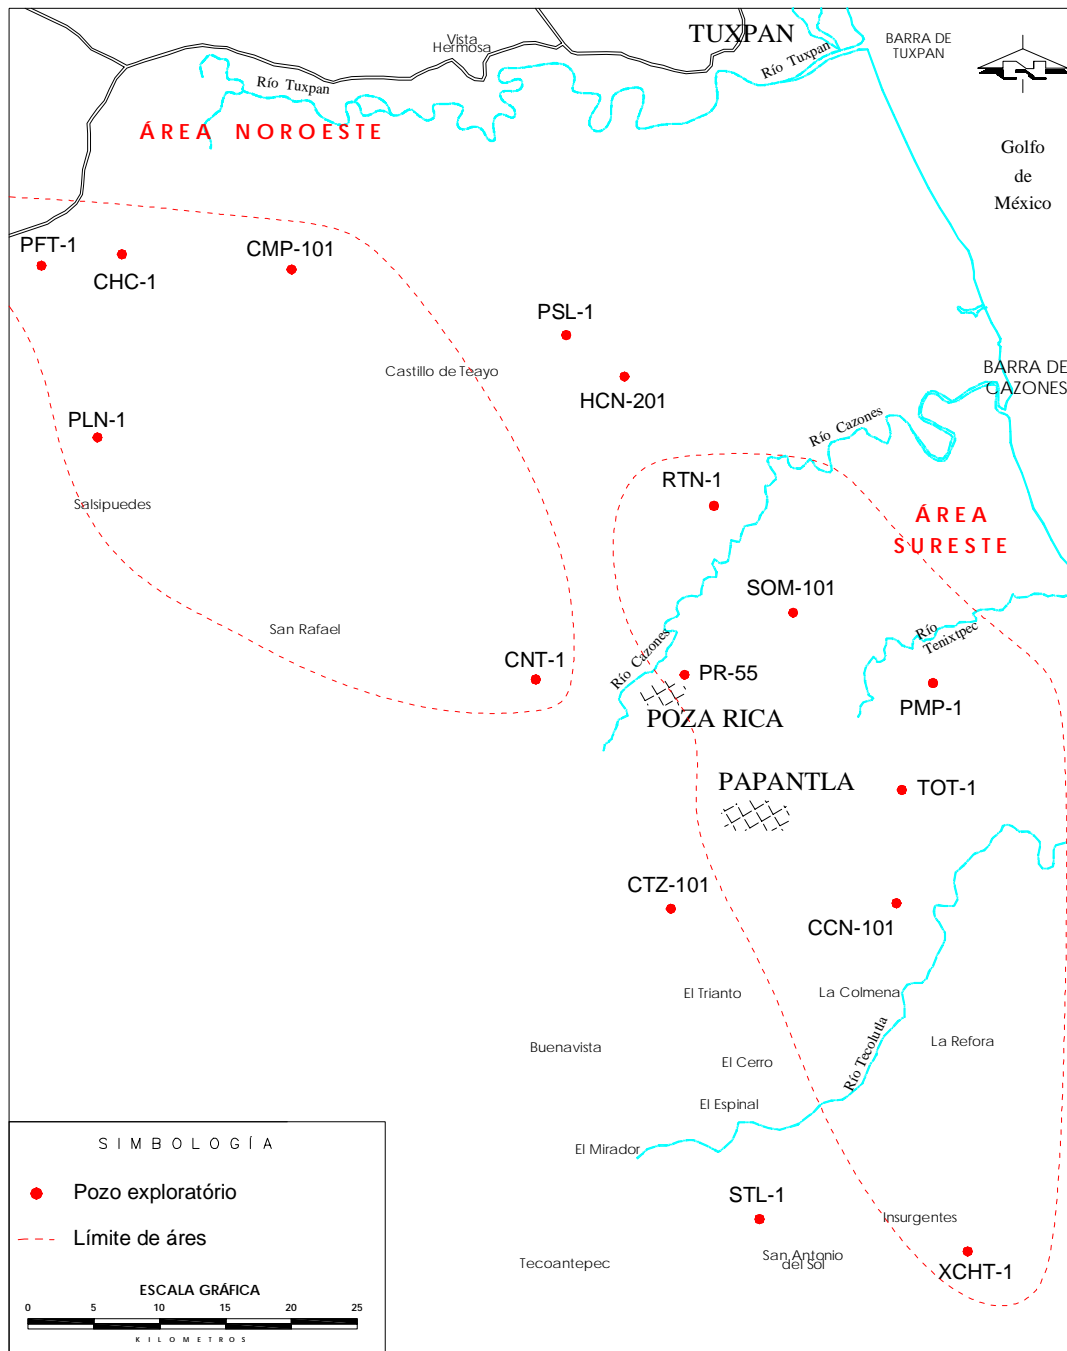 Vista
Hermosa
TUXPAN
BARRA DE
TUXPAN
Río Tuxpan
Río Tuxpan
ÁREA NOROESTE
Golfo
de
México
PFT-1
CHC-1
CMP-101
PSL-1
Castillo de Teayo
HCN-201
BARRA DE
CAZONES
PLN-1
Río Cazones
Salsipuedes
RTN-1
ÁREA
SURESTE
SOM-101
San Rafael
Río
Tenixtpec
CNT-1
Río Cazones
PR-55
PMP-1
POZA RICA
PAPANTLA
TOT-1
CTZ-101
CCN-101
El Trianto
La Colmena
Buenavista
La Refora
El Cerro
Río Tecolutla
El Espinal
El Mirador
STL-1
Insurgentes
Tecoantepec
San Antonio
del Sol
XCHT-1
SIMBOLOGÍA
Pozo exploratório
Límite de áres
ESCALA GRÁFICA
0 5 10 15 20 25
KILOMETROS